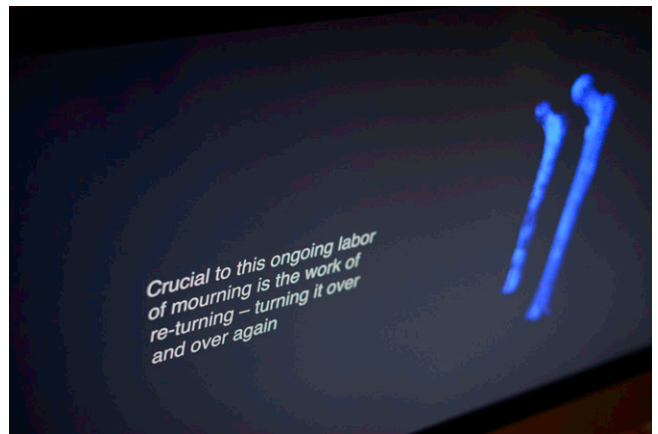 Crucial to this ongoing labor
of mourning is the work of
re-turning – turning it over
and over again